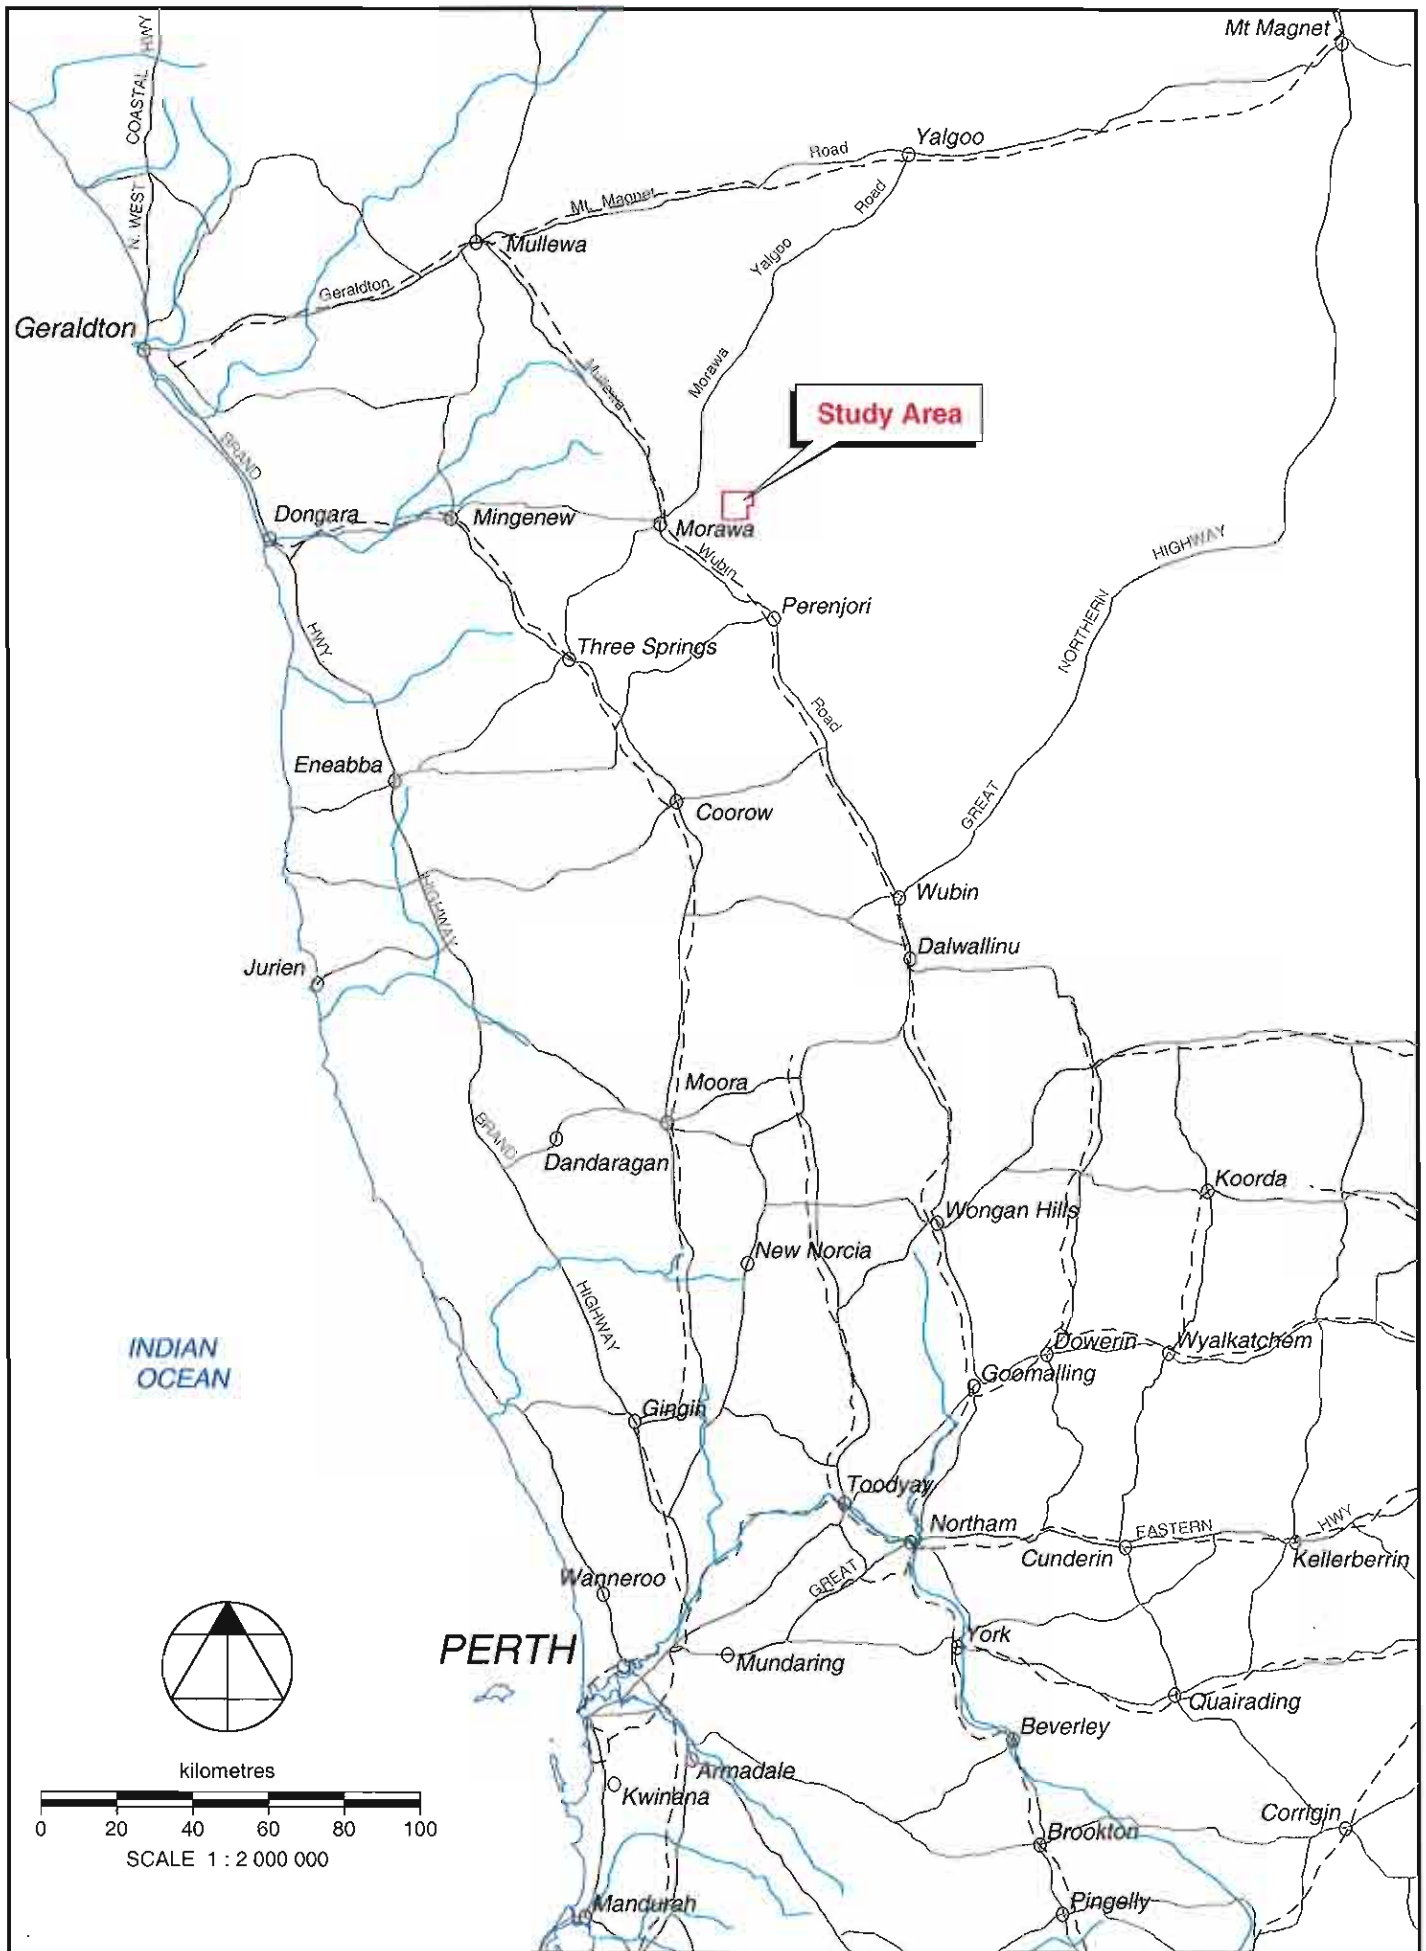 Mt Magnet
N. WEST COASTAL HWY
Yalgoo
Road
Mt. Magnet
Road
Mullewa
Yalgoo
Geraldton
Geraldton
Morawa
Mullewa
Study Area
BRAND
Dongara
Mingenew
Morawa
HIGHWAY
Wubin
Perenjori
NORTHERN
HWY
Three Springs
Road
Eneabba
GREAT
Coorow
HIGHWAY
Wubin
Dalwallinu
Jurien
Moora
BRAND
Dandaragan
Koorda
Wongan Hills
New Norcia
HIGHWAY
INDIAN
OCEAN
Dowerin
Wyalkatchem
Goomalling
Gingin
Toodyay
Northam
EASTERN
HWY
Cunderin
Kellerberrin
GREAT
Wanneroo
PERTH
York
Mundaring
Quairading
Beverley
kilometres
Armadale
Kwinana
0 20 40 60 80 100
Corrigin
SCALE 1 : 2 000 000
Brookton
Mandurah
Pingelly